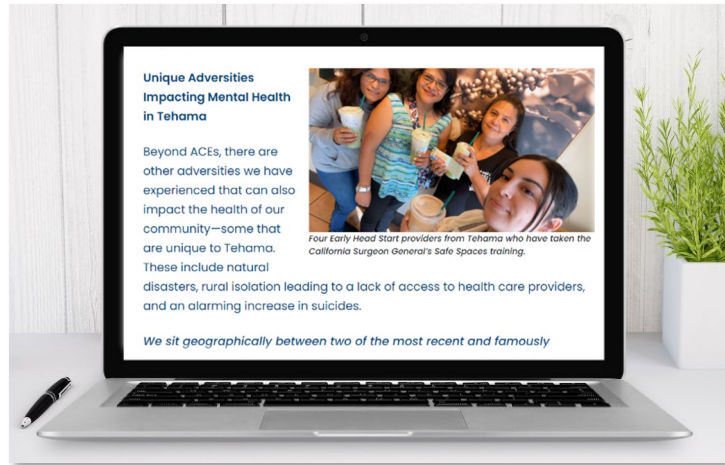 Unique Adversities
Impacting Mental Health
in Tehama
Beyond ACEs, there are
other adversities we have
experienced that can also
impact the health of our
community—some that
are unique to Tehama.
These include natural
disasters, rural isolation leading to a lack of access to health care providers,
and an alarming increase in suicides.
We sit geographically between two of the most recent and famously
Four Early Head Start providers from Tehama who have taken the
California Surgeon General's Safe Spaces training.